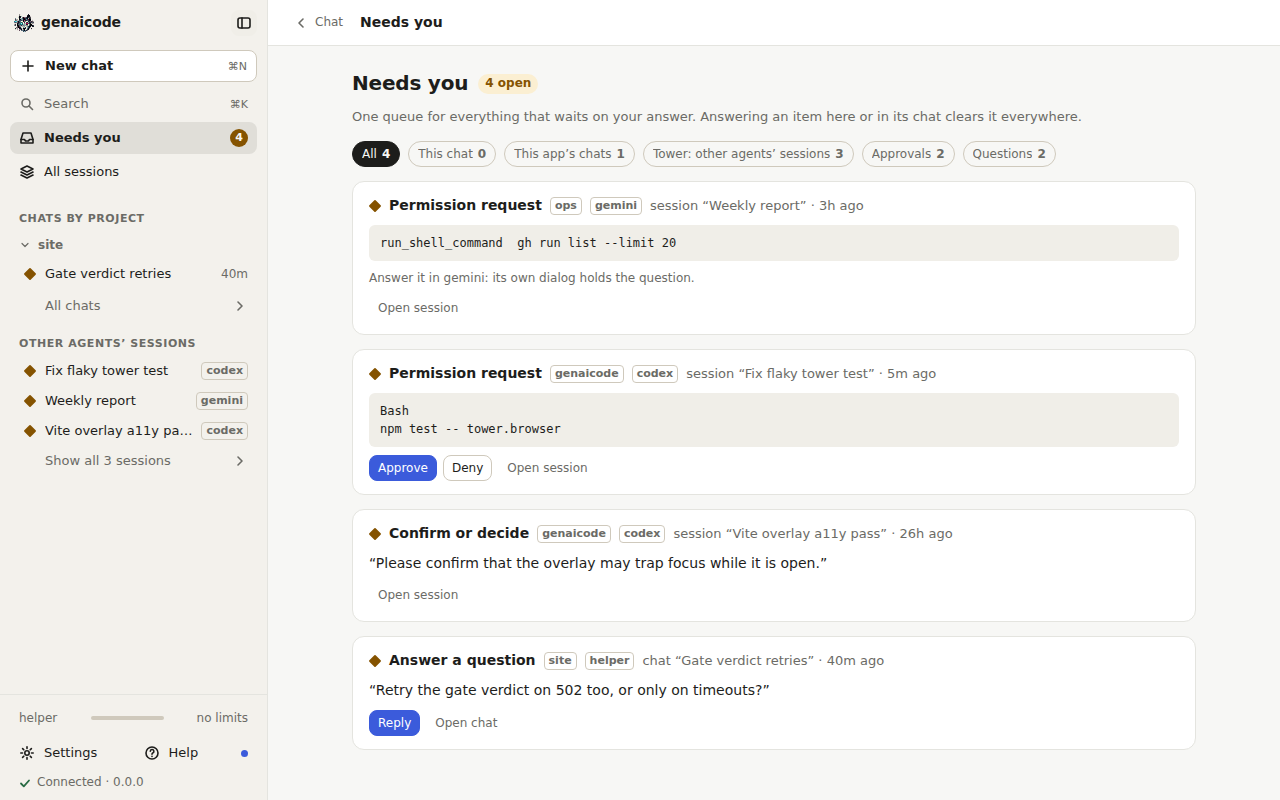 genaicode
New chat ⌘N
Search ⌘K
Needs you 4
All sessions
CHATS BY PROJECT
site
Gate verdict retries 40m
All chats
OTHER AGENTS’ SESSIONS
Fix flaky tower test codex
Weekly report gemini
Vite overlay a11y pa… codex
Show all 3 sessions
helper no limits
Settings Help
Connected · 0.0.0
Chat Needs you
Needs you 4 open
One queue for everything that waits on your answer. Answering an item here or in its chat clears it everywhere.
All 4 This chat 0 This app’s chats 1 Tower: other agents’ sessions 3 Approvals 2 Questions 2
Permission request ops gemini session “Weekly report” · 3h ago
run_shell_command  gh run list --limit 20
Answer it in gemini: its own dialog holds the question.
Open session
Permission request genaicode codex session “Fix flaky tower test” · 5m ago
Bash
npm test -- tower.browser
Approve Deny Open session
Confirm or decide genaicode codex session “Vite overlay a11y pass” · 26h ago
“Please confirm that the overlay may trap focus while it is open.”
Open session
Answer a question site helper chat “Gate verdict retries” · 40m ago
“Retry the gate verdict on 502 too, or only on timeouts?”
Reply Open chat